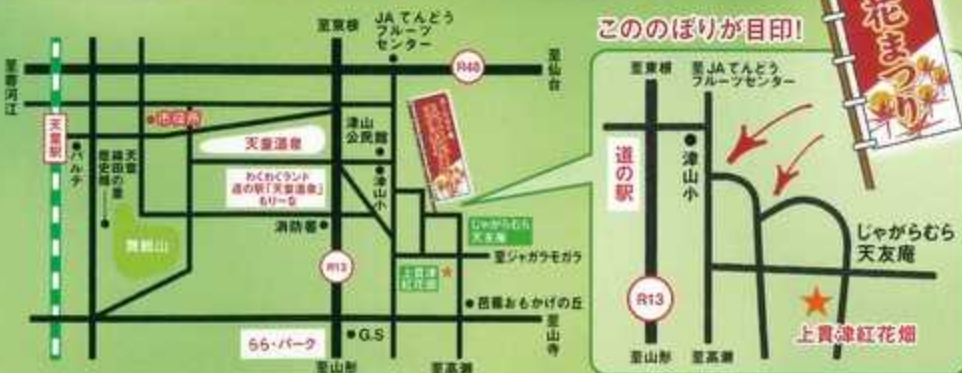 至東根
JAてんどう
フルーツ
センター
至寒河江
R48
至仙台
天童駅
パルテ
市役所
天童温泉
津山
公民館
わくわくランド
道の駅「天童温泉」
もり〜な
津山小
天童
織田の里
歴史館
消防署
舞鶴山
じゃがらむら
天友庵
至ジャガラモガラ
R13
上貫津
紅花畑
芭蕉おもかげの丘
至山寺
らら・パーク
G.S
至山形
至高瀬
こののぼりが目印!
花まつり
至東根
至JAてんどう
フルーツセンター
道の駅
津山小
じゃがらむら
天友庵
R13
上貫津紅花畑
至山形
至高瀬